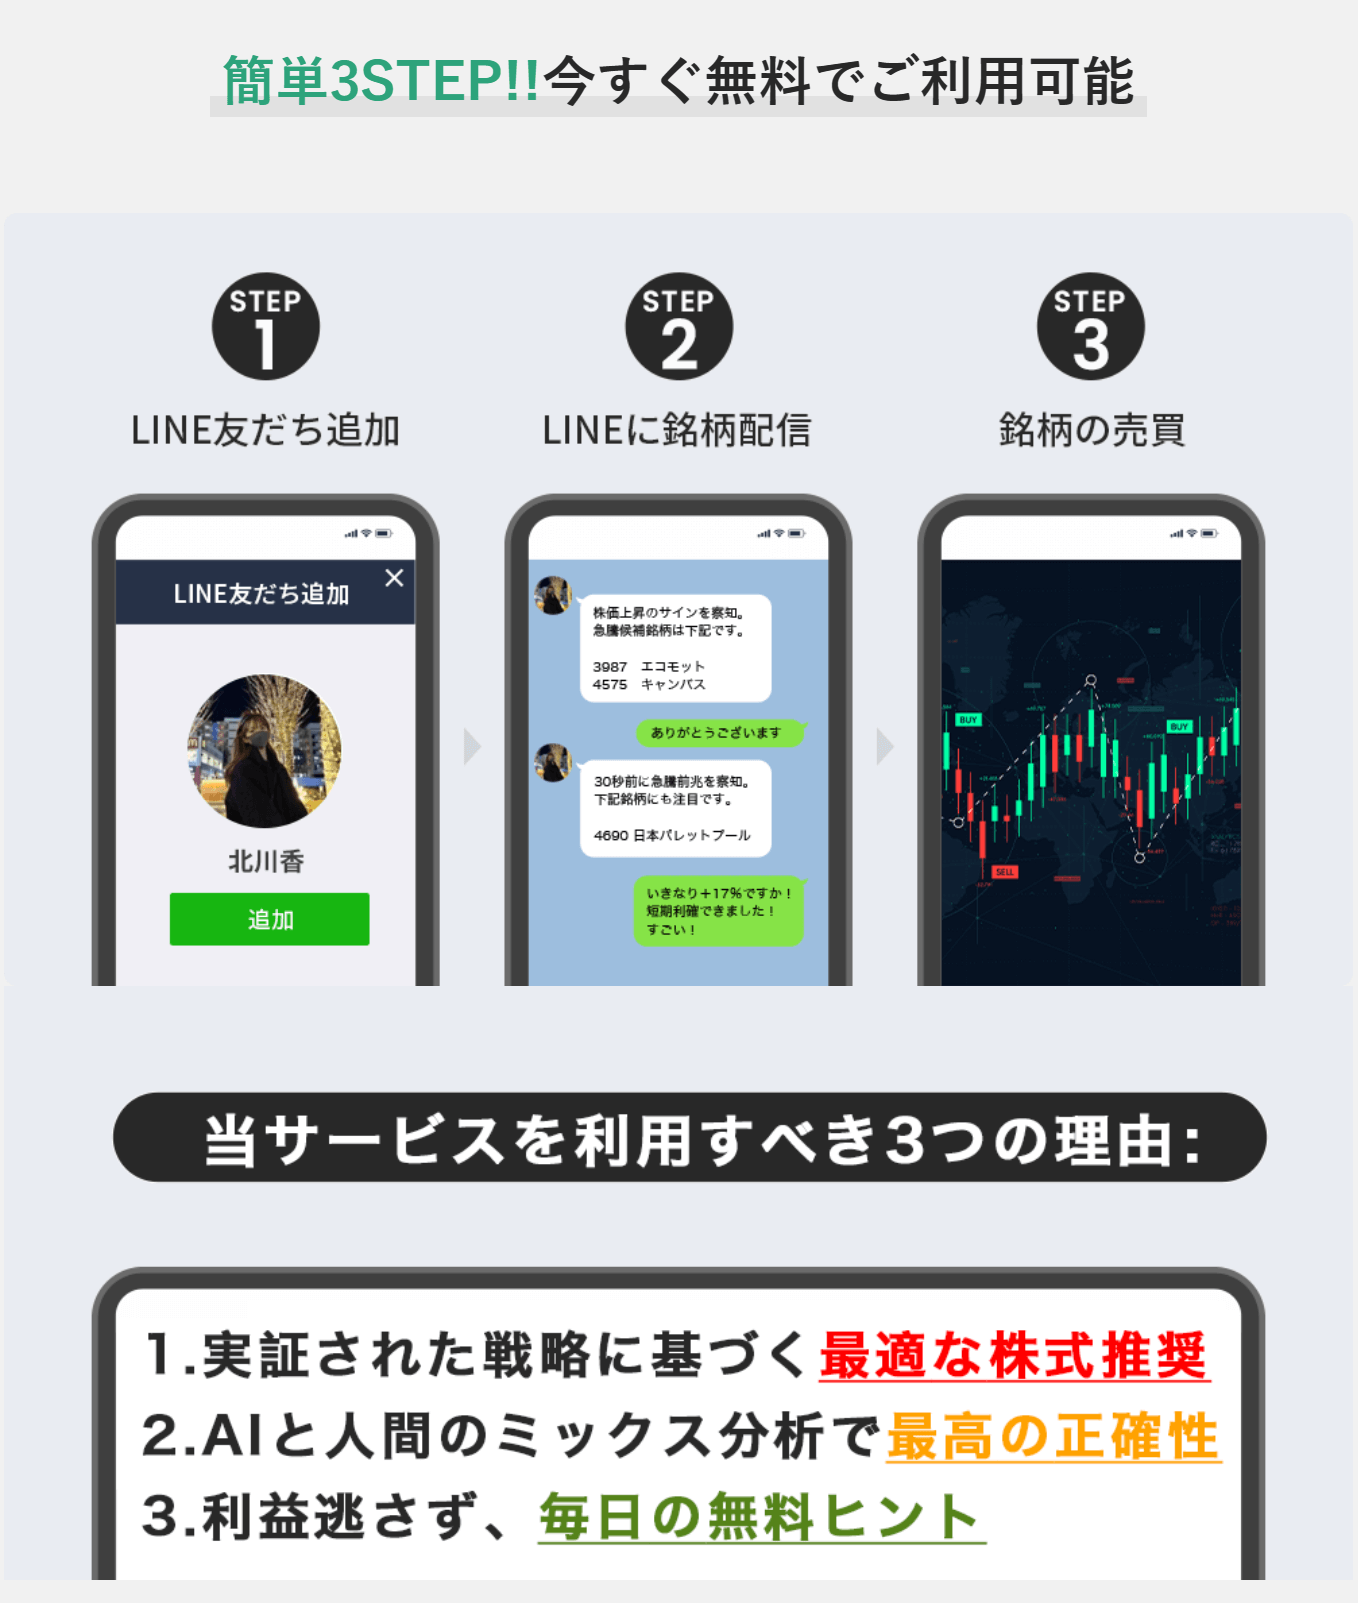 簡単3STEP!!今すぐ無料でご利用可能
STEP
1
LINE友だち追加
STEP
2
LINEに銘柄配信
STEP
3
銘柄の売買
LINE友だち追加
北川香
追加
株価上昇のサインを察知。
急騰候補銘柄は下記です。
3987 エコモット
4575 キャンバス
ありがとうございます
30秒前に急騰前兆を察知。
下記銘柄にも注目です。
4690 日本パレットプール
いきなり＋17％ですか！
短期利確できました！
すごい！
BUY
BUY
SELL
当サービスを利用すべき3つの理由:
1.実証された戦略に基づく最適な株式推奨
2.AIと人間のミックス分析で最高の正確性
3.利益逃さず、毎日の無料ヒント